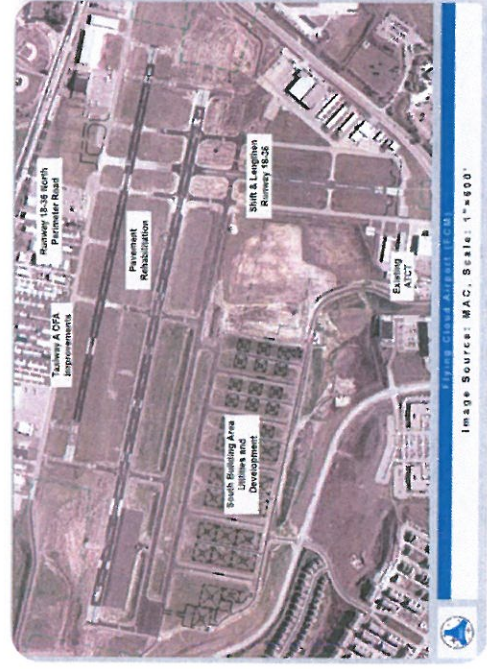 Runway 18-36 North
Perimeter Road
Taxiway A OFA
Improvements
Pavement
Rehabilitation
Shift & Lengthen
Runway 18-36
South Building Area
Utilities and
Development
Existing
ATCT
Flying Cloud Airport (FCM)
Image Source: MAC, Scale: 1"=600'